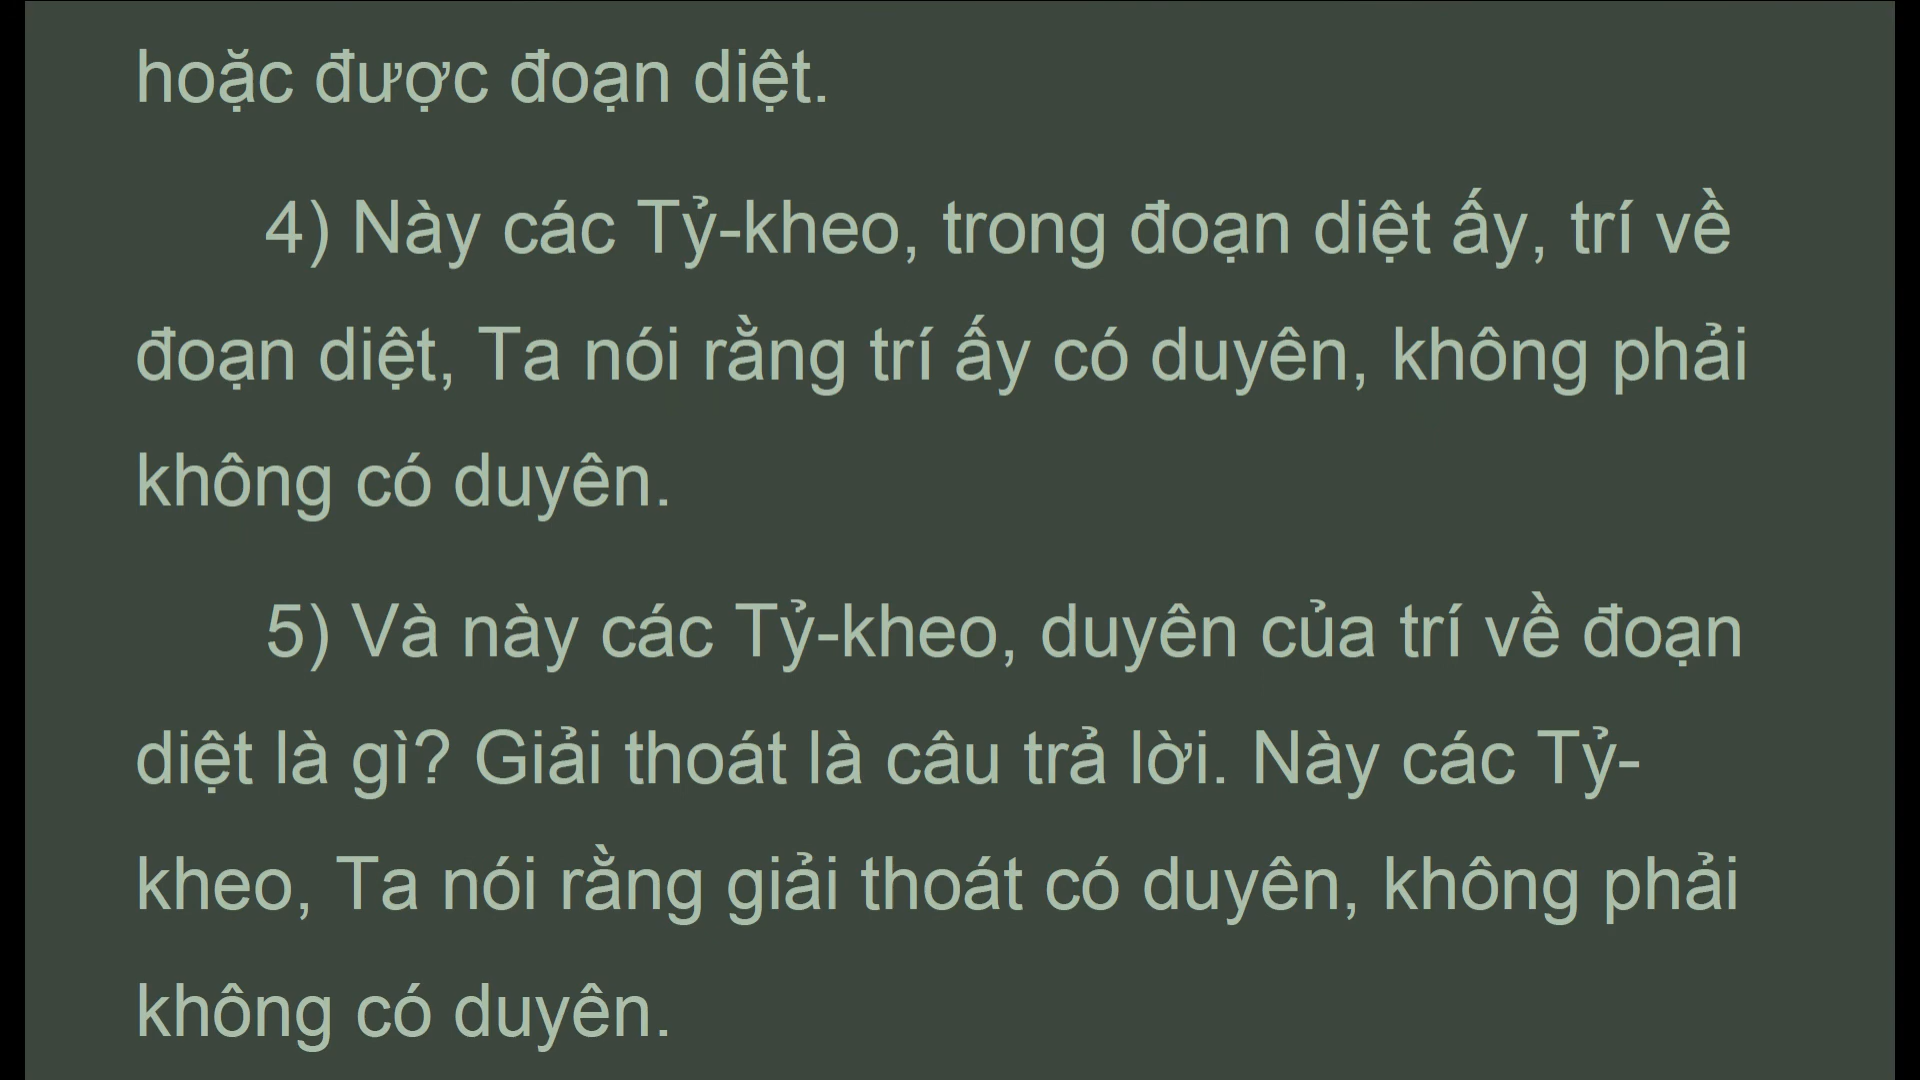 hoặc được đoạn diệt.
4) Này các Tỷ-kheo, trong đoạn diệt ấy, trí về
đoạn diệt, Ta nói rằng trí ấy có duyên, không phải
không có duyên.
5) Và này các Tỷ-kheo, duyên của trí về đoạn
diệt là gì? Giải thoát là câu trả lời. Này các Tỷ-
kheo, Ta nói rằng giải thoát có duyên, không phải
không có duyên.